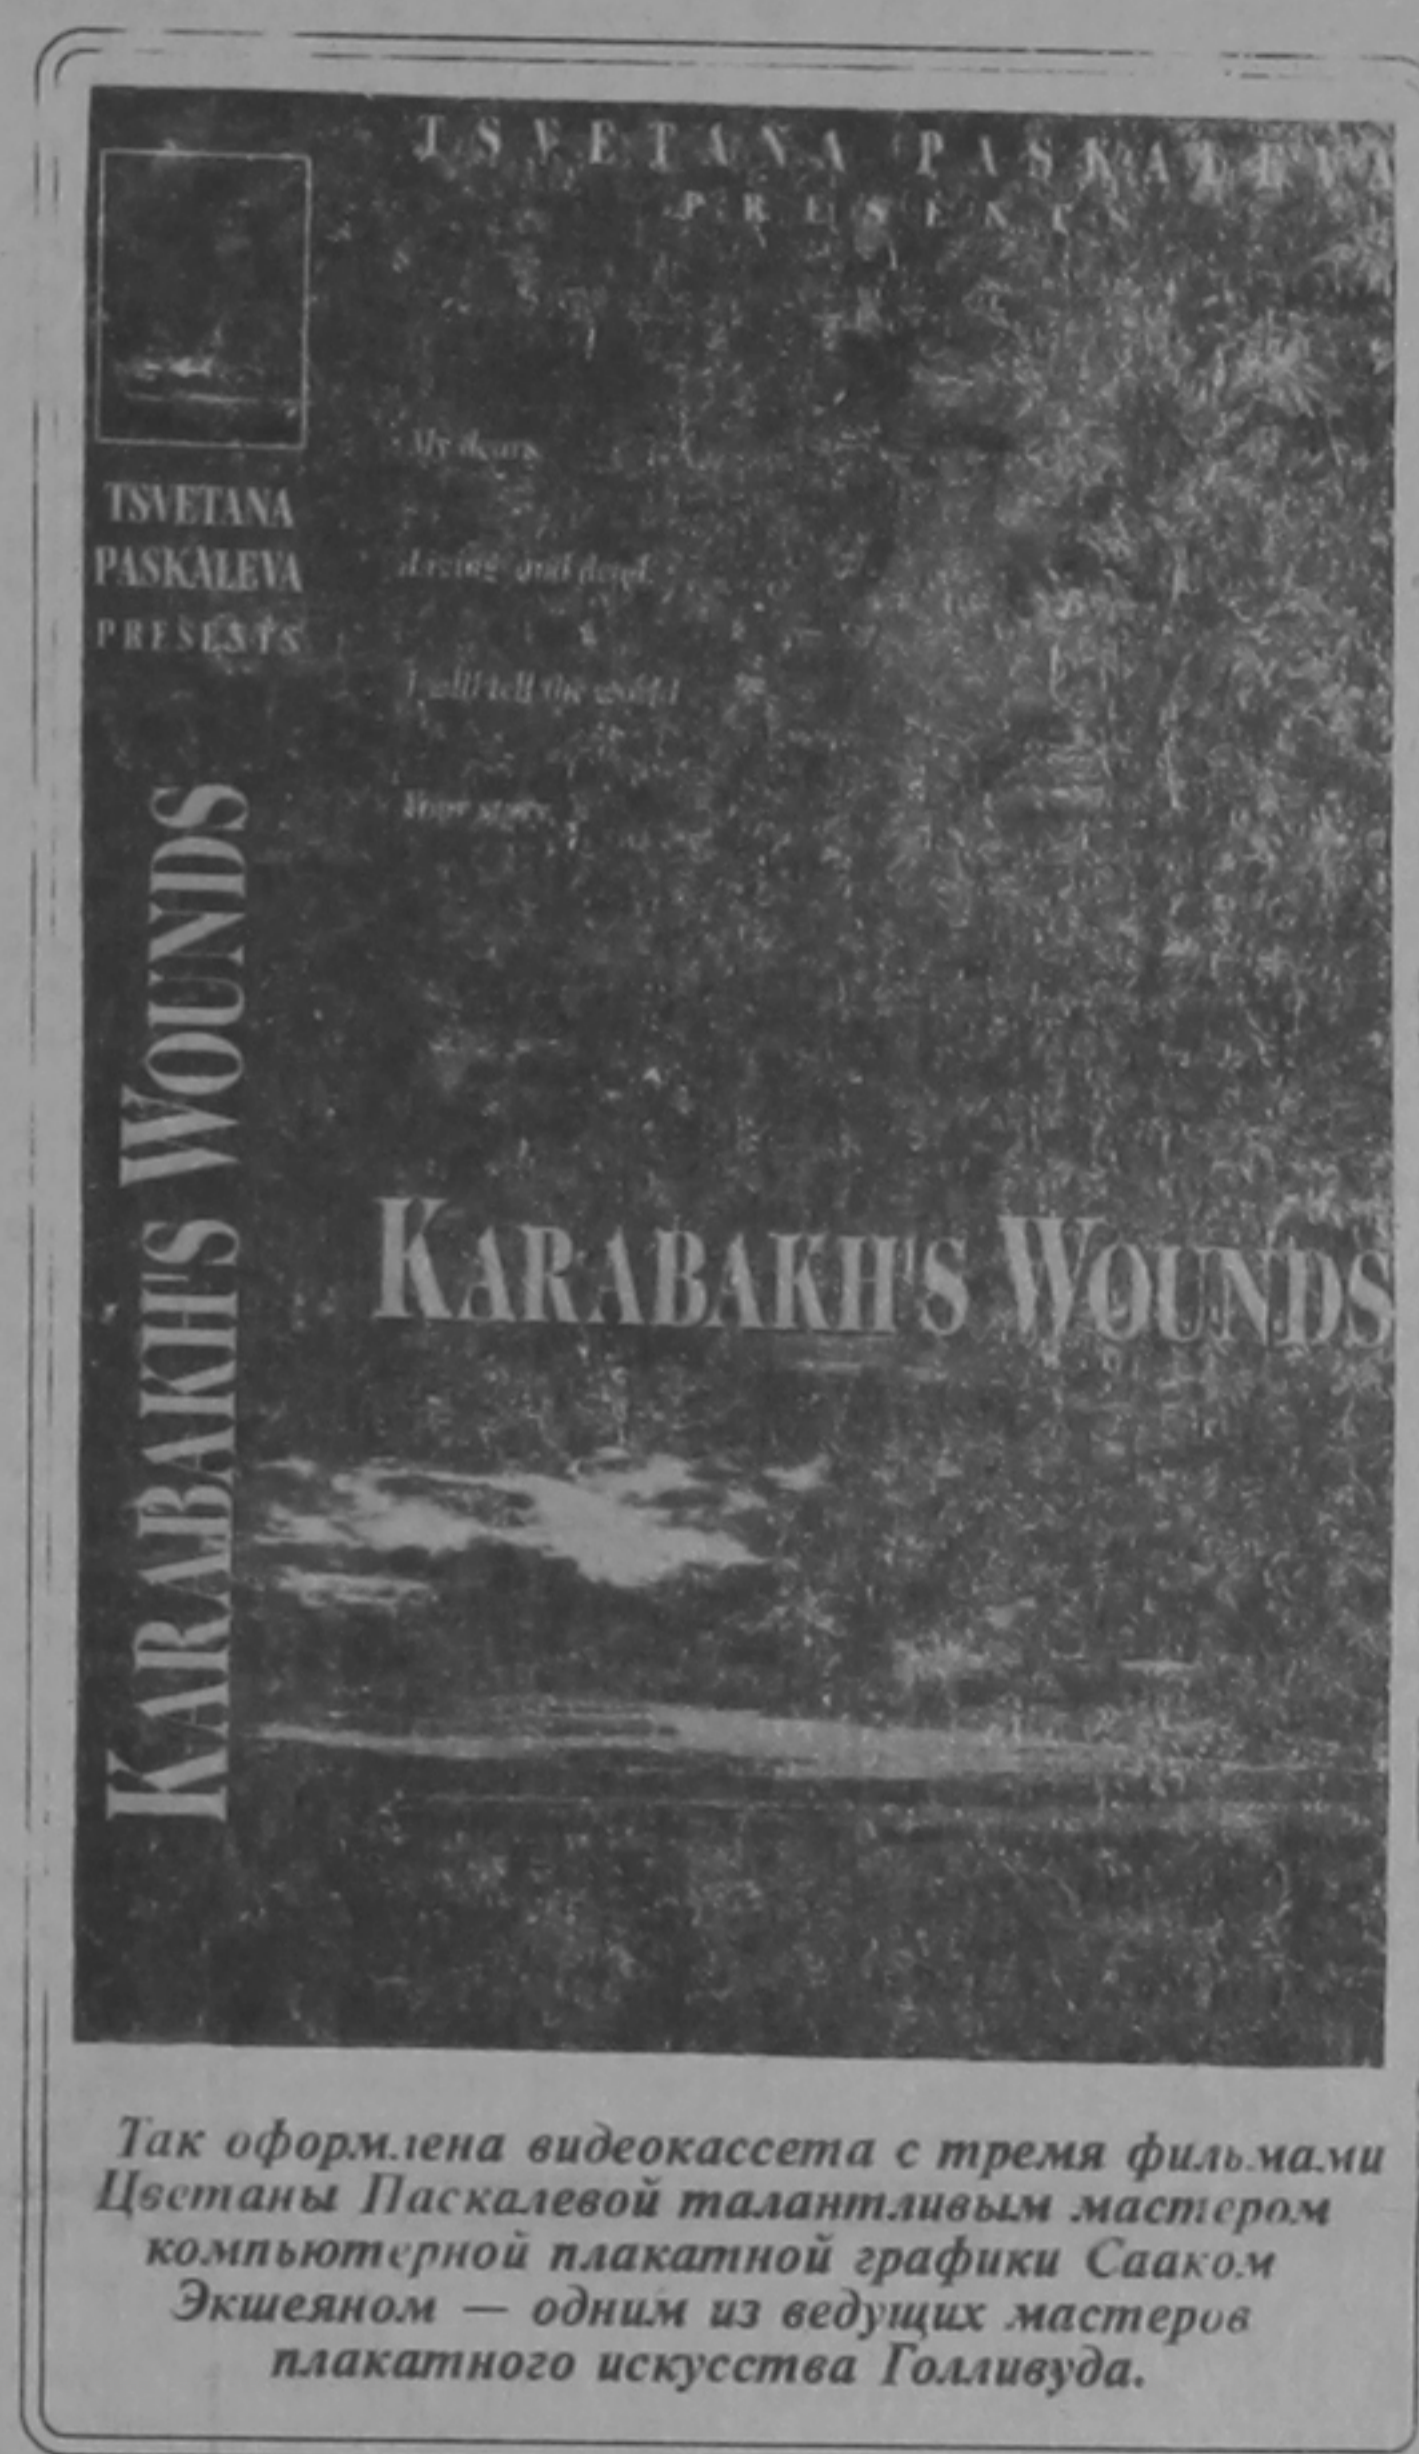 TSVETANA PASKALEVA
PRESENTS
TSVETANA
PASKALEVA
PRESENTS
KARABAKH'S WOUNDS
My dears
Living and dead,
I will tell the world
Your story.
KARABAKH'S WOUNDS
Так оформлена видеокассета с тремя фильмами
Цветаны Паскалевой талантливым мастером
компьютерной плакатной графики Сааком
Экшеяном — одним из ведущих мастеров
плакатного искусства Голливуда.